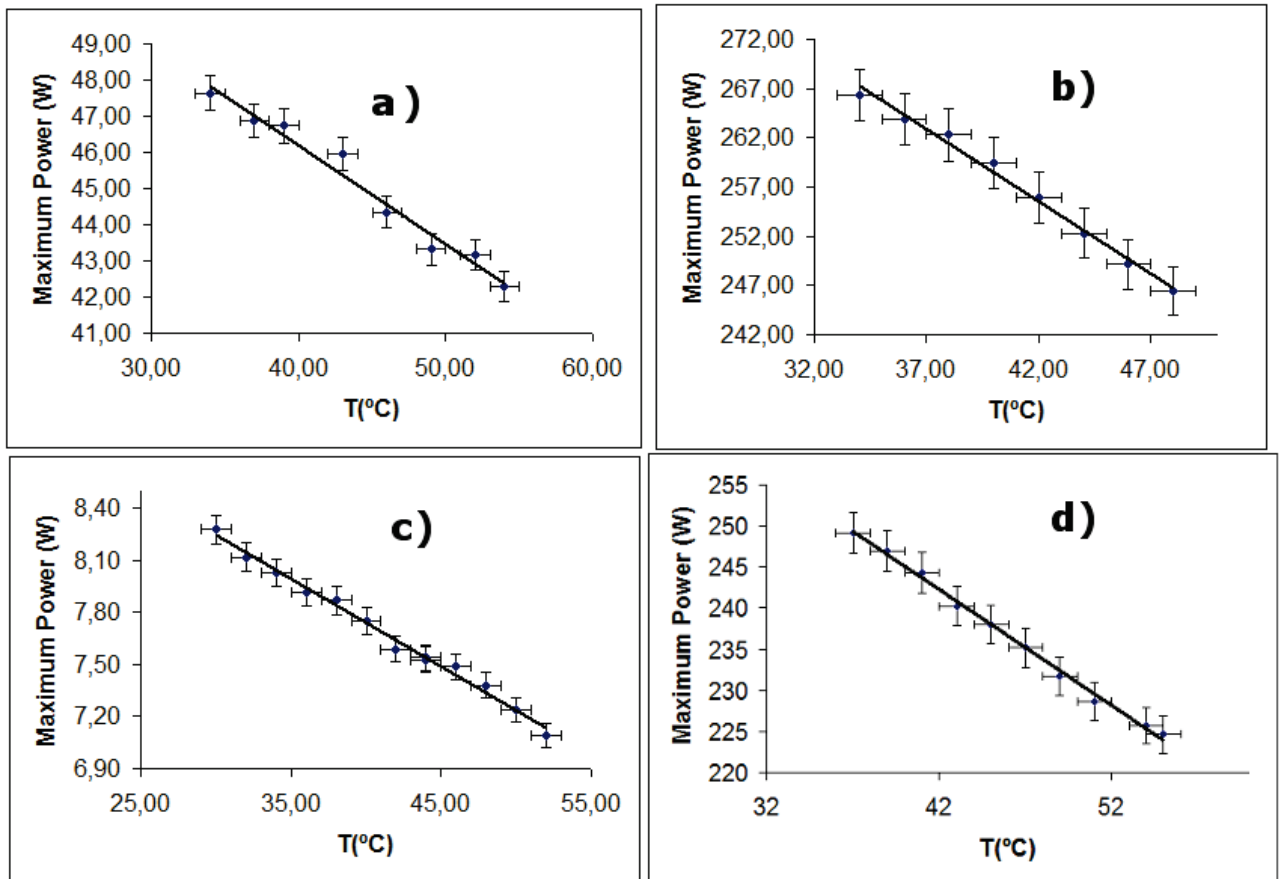 49,00
48,00
47,00
46,00
45,00
44,00
43,00
42,00
41,00
Maximum Power (W)
a)
30,00 40,00 50,00 60,00
T(ºC)
272,00
267,00
262,00
257,00
252,00
247,00
242,00
Maximum Power (W)
b)
32,00 37,00 42,00 47,00
T(ºC)
8,40
8,10
7,80
7,50
7,20
6,90
Maximum Power (W)
c)
25,00 35,00 45,00 55,00
T(ºC)
255
250
245
240
235
230
225
220
Maximum Power (W)
d)
32 42 52
T(ºC)